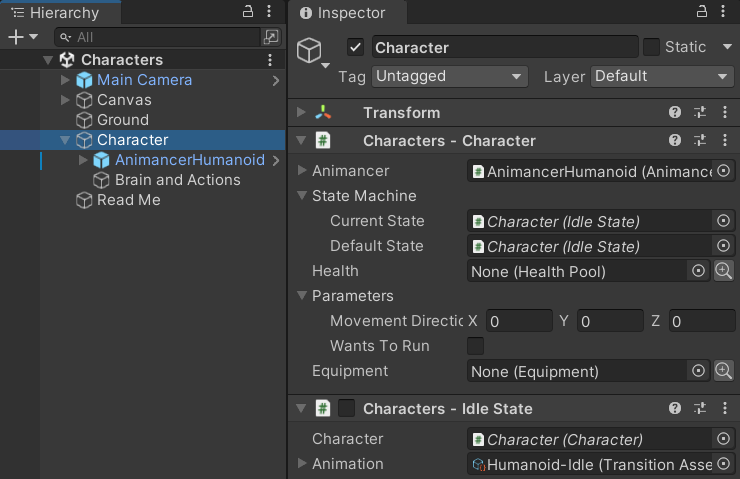 Hierarchy
All
Characters
Main Camera
Canvas
Ground
Character
AnimancerHumanoid
Brain and Actions
Read Me
Inspector
Character
Static
Tag Untagged Layer Default
Transform
Characters - Character
Animancer AnimancerHumanoid (Animance
State Machine
Current State Character (Idle State)
Default State Character (Idle State)
Health None (Health Pool)
Parameters
Movement Directic X 0 Y 0 Z 0
Wants To Run
Equipment None (Equipment)
Characters - Idle State
Character Character (Character)
Animation Humanoid-Idle (Transition Asse